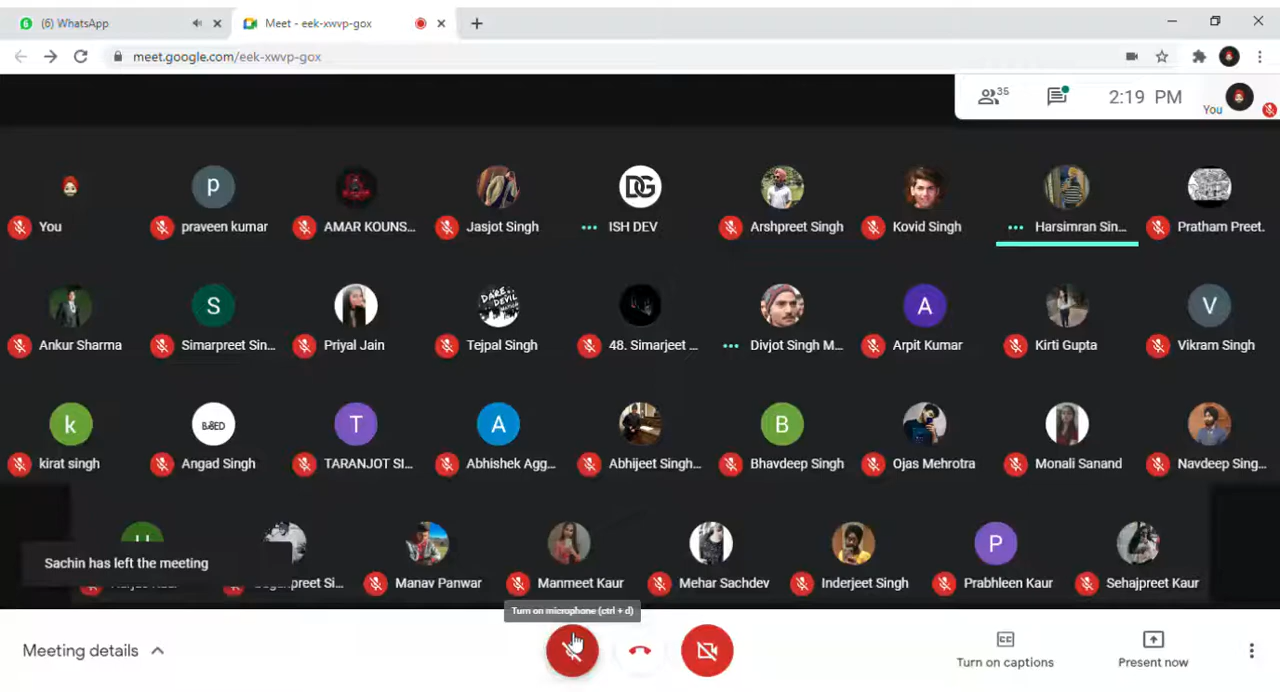 (6) WhatsApp
Meet - eek-xwvp-gox
meet.google.com/eek-xwvp-gox
35
2:19 PM
You
You
praveen kumar
AMAR KOUNS...
Jasjot Singh
DG
ISH DEV
Arshpreet Singh
Kovid Singh
Harsimran Sin...
Pratham Preet.
p
Ankur Sharma
S
Simarpreet Sin...
Priyal Jain
DARE DEVIL
Tejpal Singh
48. Simarjeet ...
Divjot Singh M...
A
Arpit Kumar
Kirti Gupta
V
Vikram Singh
k
kirat singh
Angad Singh
T
TARANJOT SI...
A
Abhishek Agg...
Abhijeet Singh...
B
Bhavdeep Singh
Ojas Mehrotra
Monali Sanand
Navdeep Sing...
Sachin has left the meeting
Manav Panwar
Manmeet Kaur
Mehar Sachdev
Inderjeet Singh
P
Prabhleen Kaur
Sehajpreet Kaur
Turn on microphone (ctrl + d)
Meeting details
CC
Turn on captions
Present now